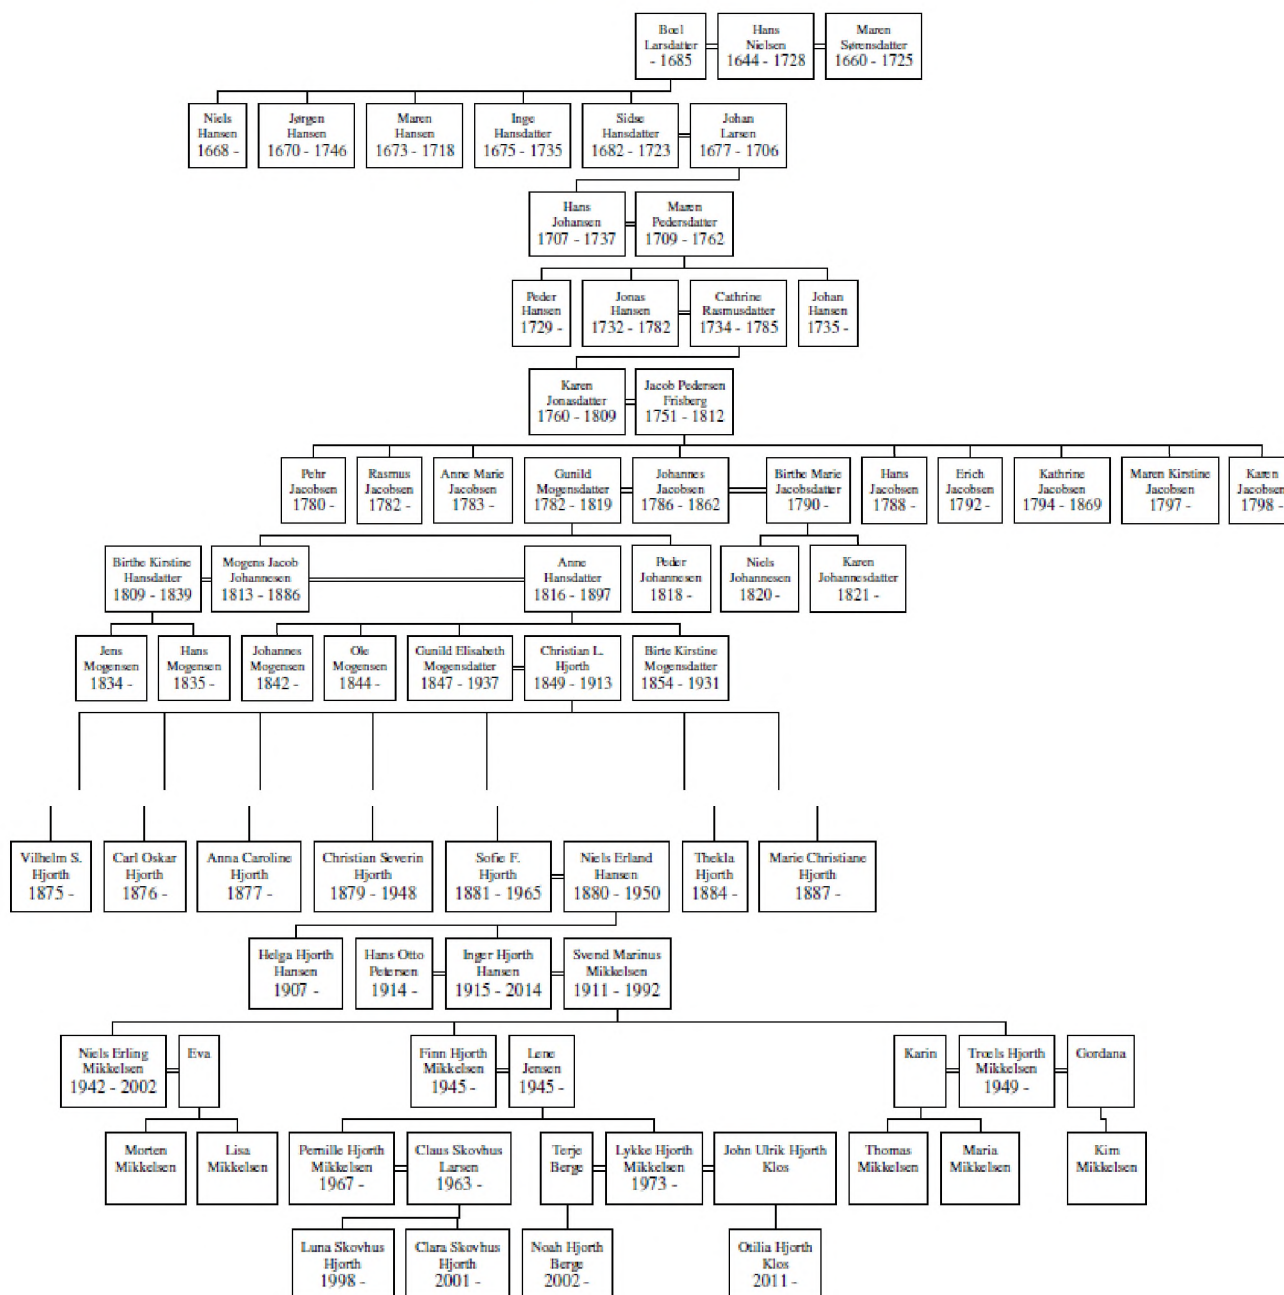 Boel
Larsdatter
- 1685
Hans
Nielsen
1644 - 1728
Maren
Sørensdatter
1660 - 1725
Niels
Hansen
1668 -
Jørgen
Hansen
1670 - 1746
Maren
Hansen
1673 - 1718
Inge
Hansdatter
1675 - 1735
Sidse
Hansdatter
1682 - 1723
Johan
Larsen
1677 - 1706
Hans
Johansen
1707 - 1737
Maren
Pedersdatter
1709 - 1762
Peder
Hansen
1729 -
Jonas
Hansen
1732 - 1782
Cathrine
Rasmusdatter
1734 - 1785
Johan
Hansen
1735 -
Karen
Jonasdatter
1760 - 1809
Jacob Pedersen
Frisberg
1751 - 1812
Pehr
Jacobsen
1780 -
Rasmus
Jacobsen
1782 -
Anne Marie
Jacobsen
1783 -
Gunild
Mogensdatter
1782 - 1819
Johannes
Jacobsen
1786 - 1862
Birthe Marie
Jacobsdatter
1790 -
Hans
Jacobsen
1788 -
Erich
Jacobsen
1792 -
Kathrine
Jacobsen
1794 - 1869
Maren Kirstine
Jacobsen
1797 -
Karen
Jacobsen
1798 -
Birthe Kirstine
Hansdatter
1809 - 1839
Mogens Jacob
Johannesen
1813 - 1886
Anne
Hansdatter
1816 - 1897
Peder
Johannesen
1818 -
Niels
Johannesen
1820 -
Karen
Johannesdatter
1821 -
Jens
Mogensen
1834 -
Hans
Mogensen
1835 -
Johannes
Mogensen
1842 -
Ole
Mogensen
1844 -
Gunild Elisabeth
Mogensdatter
1847 - 1937
Christian L.
Hjorth
1849 - 1913
Birte Kirstine
Mogensdatter
1854 - 1931
Vilhelm S.
Hjorth
1875 -
Carl Oskar
Hjorth
1876 -
Anna Caroline
Hjorth
1877 -
Christian Severin
Hjorth
1879 - 1948
Sofie F.
Hjorth
1881 - 1965
Niels Erland
Hansen
1880 - 1950
Thekla
Hjorth
1884 -
Marie Christiane
Hjorth
1887 -
Helga Hjorth
Hansen
1907 -
Hans Otto
Petersen
1914 -
Inger Hjorth
Hansen
1915 - 2014
Svend Marinus
Mikkelsen
1911 - 1992
Niels Erling
Mikkelsen
1942 - 2002
Eva
Finn Hjorth
Mikkelsen
1945 -
Lene
Jensen
1945 -
Karin
Troels Hjorth
Mikkelsen
1949 -
Gordana
Morten
Mikkelsen
Lisa
Mikkelsen
Pernille Hjorth
Mikkelsen
1967 -
Claus Skovhus
Larsen
1963 -
Terje
Berge
Lykke Hjorth
Mikkelsen
1973 -
John Ulrik Hjorth
Klos
Thomas
Mikkelsen
Maria
Mikkelsen
Kim
Mikkelsen
Luna Skovhus
Hjorth
1998 -
Clara Skovhus
Hjorth
2001 -
Noah Hjorth
Berge
2002 -
Otilia Hjorth
Klos
2011 -